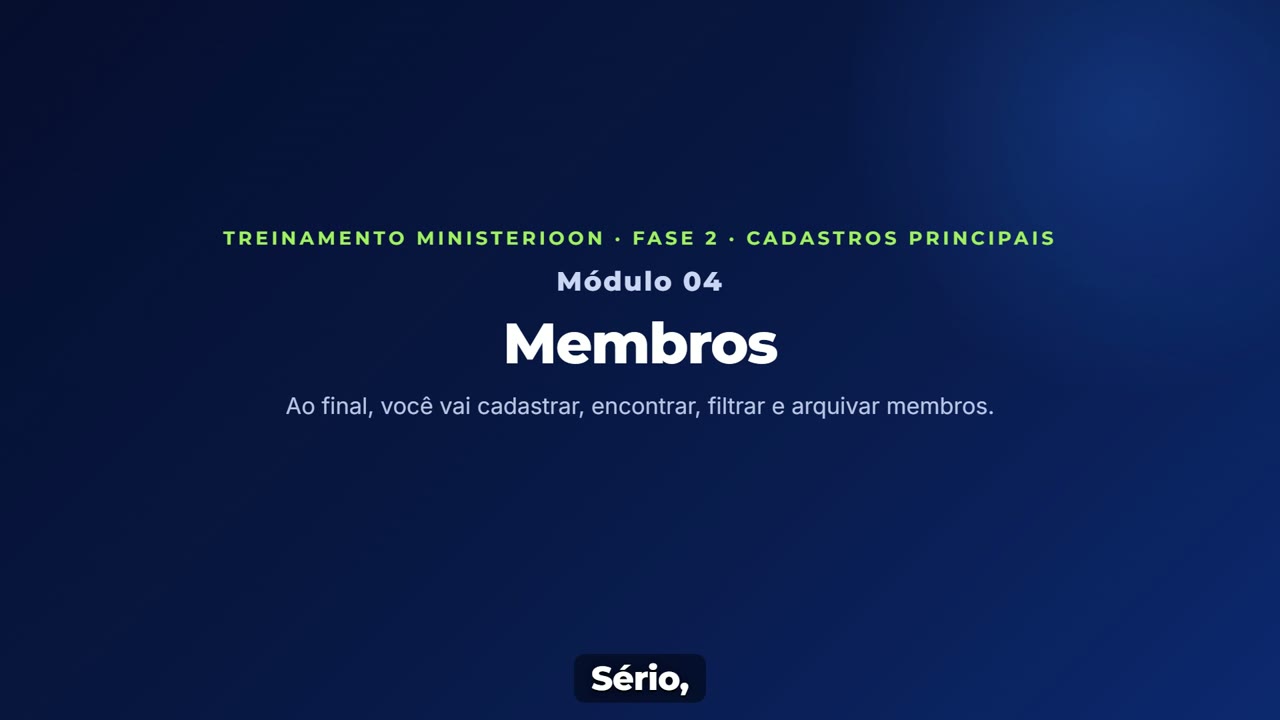 TREINAMENTO MINISTERIOON · FASE 2 · CADASTROS PRINCIPAIS
Módulo 04
Membros
Ao final, você vai cadastrar, encontrar, filtrar e arquivar membros.
Sério,